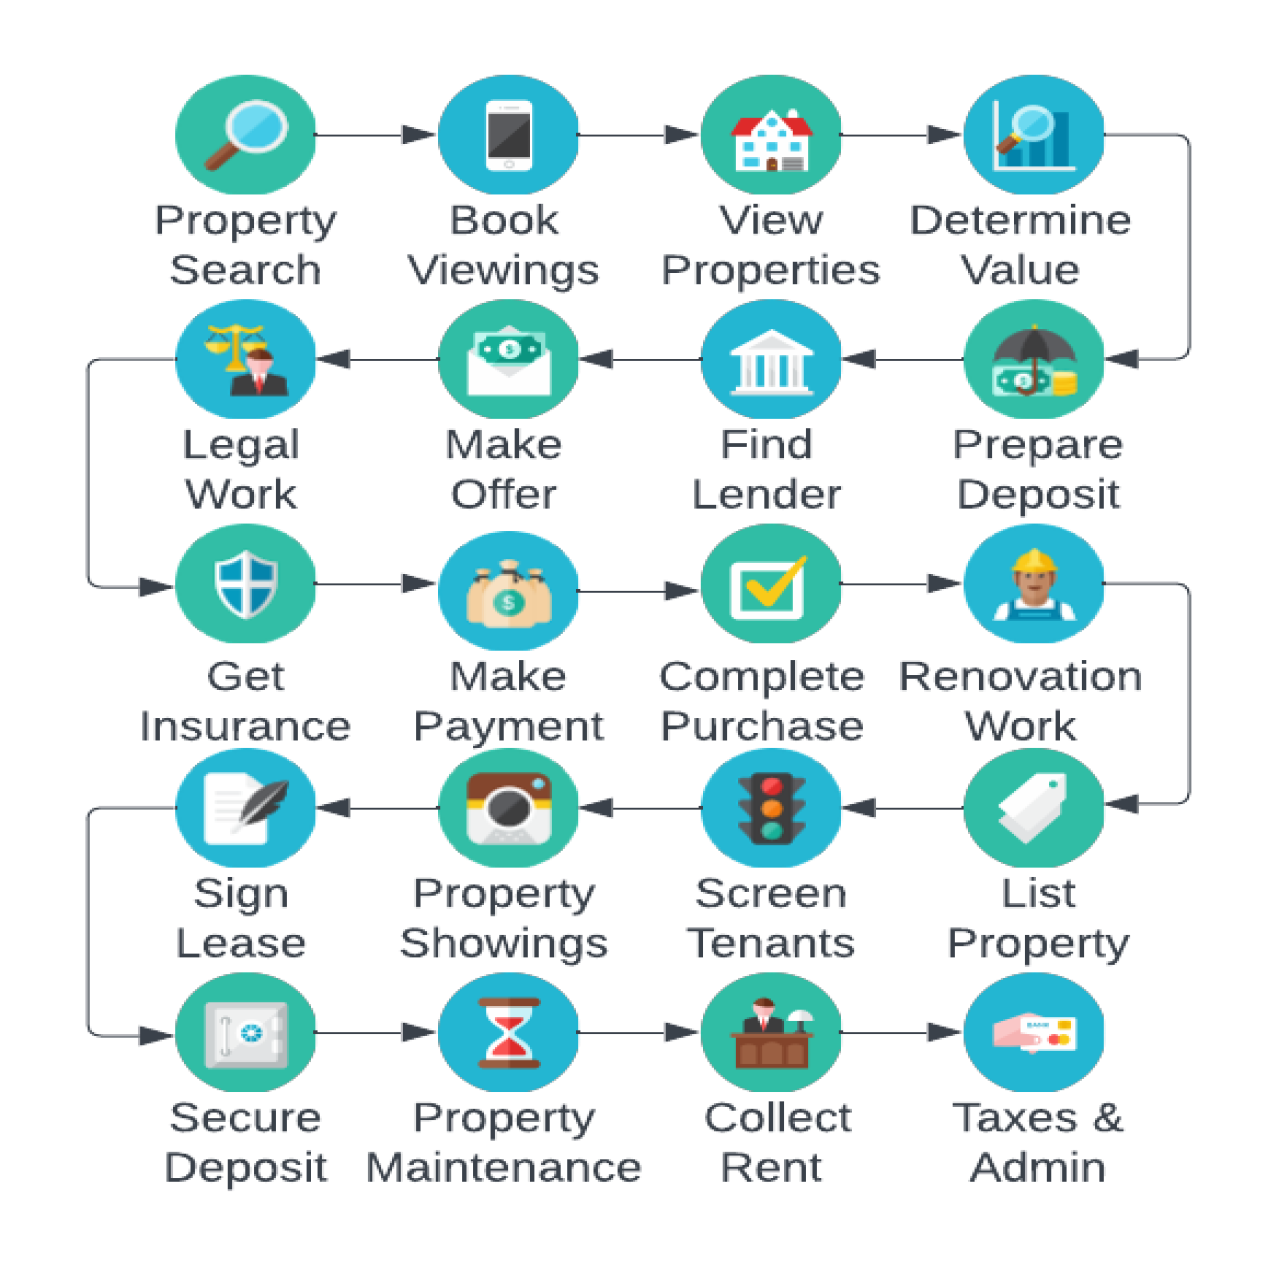 Property
Search
Book
Viewings
View
Properties
Determine
Value
Legal
Work
Make
Offer
Find
Lender
Prepare
Deposit
Get
Insurance
Make
Payment
Complete
Purchase
Renovation
Work
Sign
Lease
Property
Showings
Screen
Tenants
List
Property
Secure
Deposit
Property
Maintenance
Collect
Rent
BANK
Taxes &
Admin